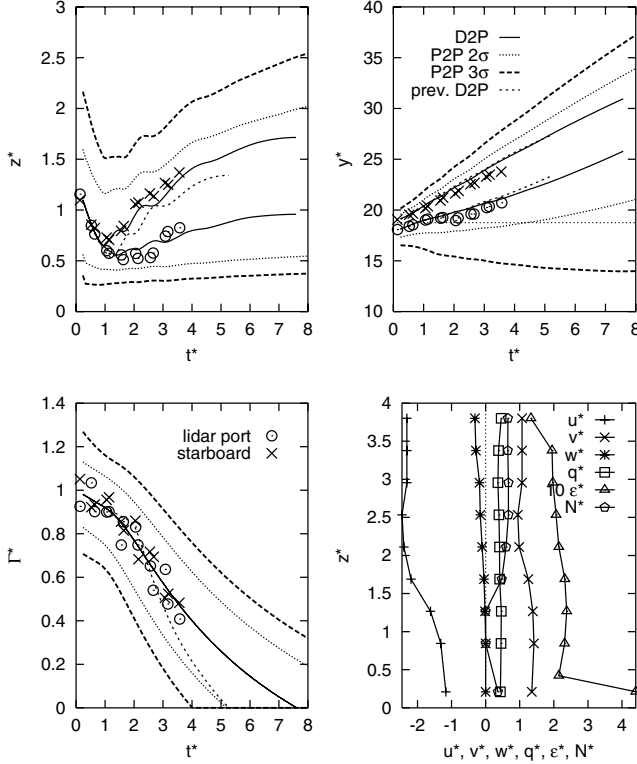 3
2.5
2
1.5
1
0.5
0
z*
0 1 2 3 4 5 6 7 8
t*
40
35
30
25
20
15
10
y*
D2P
P2P 2σ
P2P 3σ
prev. D2P
0 1 2 3 4 5 6 7 8
t*
1.4
1.2
1
0.8
0.6
0.4
0.2
0
Γ*
lidar port
starboard
0 1 2 3 4 5 6 7 8
t*
4
3.5
3
2.5
2
1.5
1
0.5
0
z*
u*
v*
w*
q*
10 ε*
N*
-2 -1 0 1 2 3 4
u*, v*, w*, q*, ε*, N*